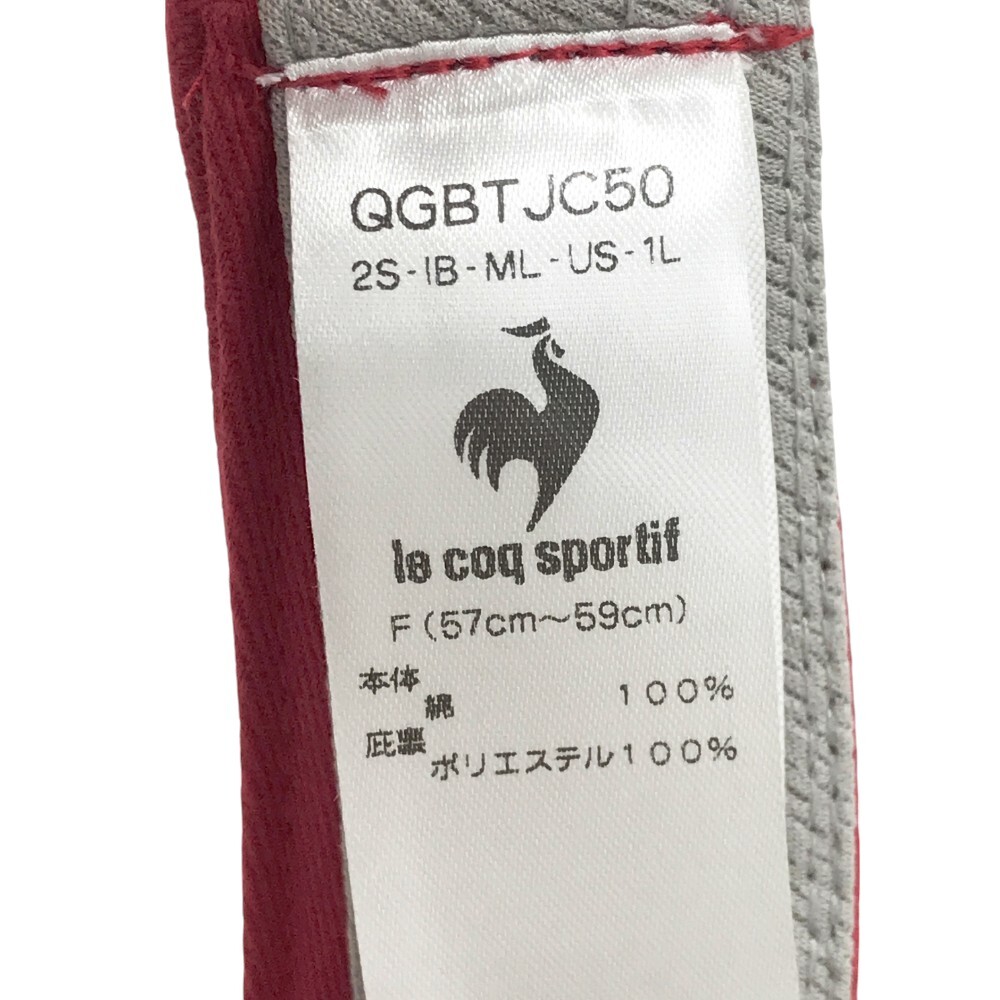 QGBTJC50
2S-IB-ML-US-1L
le coq sportif
F(57cm～59cm)
本体
綿 100%
庇裏
ポリエステル100%